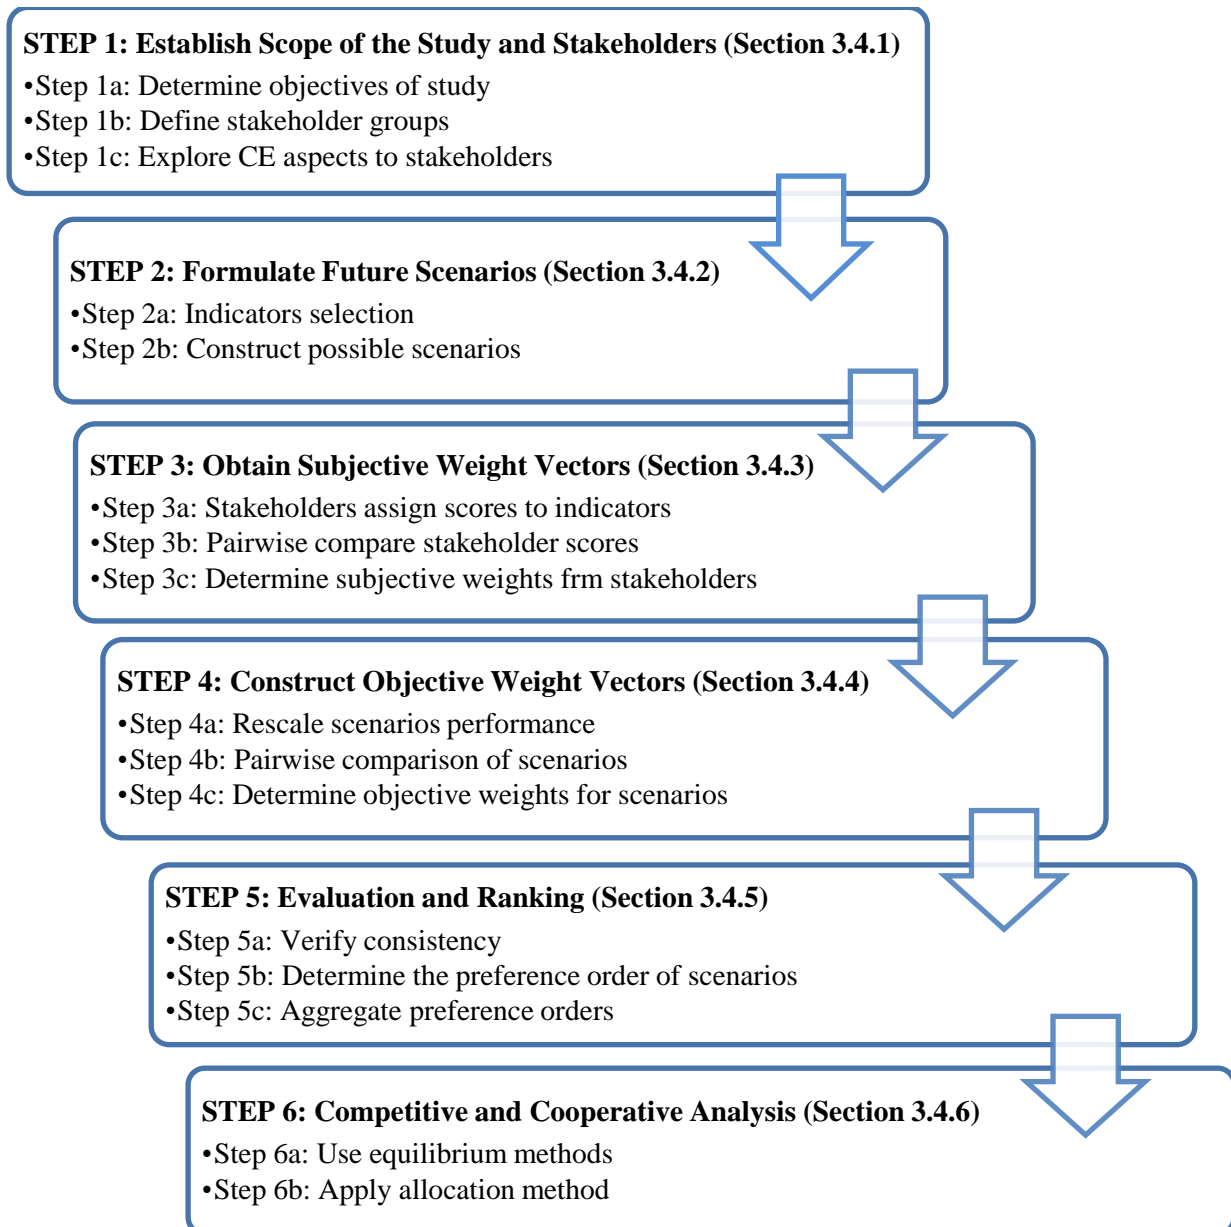 STEP 1: Establish Scope of the Study and Stakeholders (Section 3.4.1)
•Step 1a: Determine objectives of study
•Step 1b: Define stakeholder groups
•Step 1c: Explore CE aspects to stakeholders
STEP 2: Formulate Future Scenarios (Section 3.4.2)
•Step 2a: Indicators selection
•Step 2b: Construct possible scenarios
STEP 3: Obtain Subjective Weight Vectors (Section 3.4.3)
•Step 3a: Stakeholders assign scores to indicators
•Step 3b: Pairwise compare stakeholder scores
•Step 3c: Determine subjective weights frm stakeholders
STEP 4: Construct Objective Weight Vectors (Section 3.4.4)
•Step 4a: Rescale scenarios performance
•Step 4b: Pairwise comparison of scenarios
•Step 4c: Determine objective weights for scenarios
STEP 5: Evaluation and Ranking (Section 3.4.5)
•Step 5a: Verify consistency
•Step 5b: Determine the preference order of scenarios
•Step 5c: Aggregate preference orders
STEP 6: Competitive and Cooperative Analysis (Section 3.4.6)
•Step 6a: Use equilibrium methods
•Step 6b: Apply allocation method